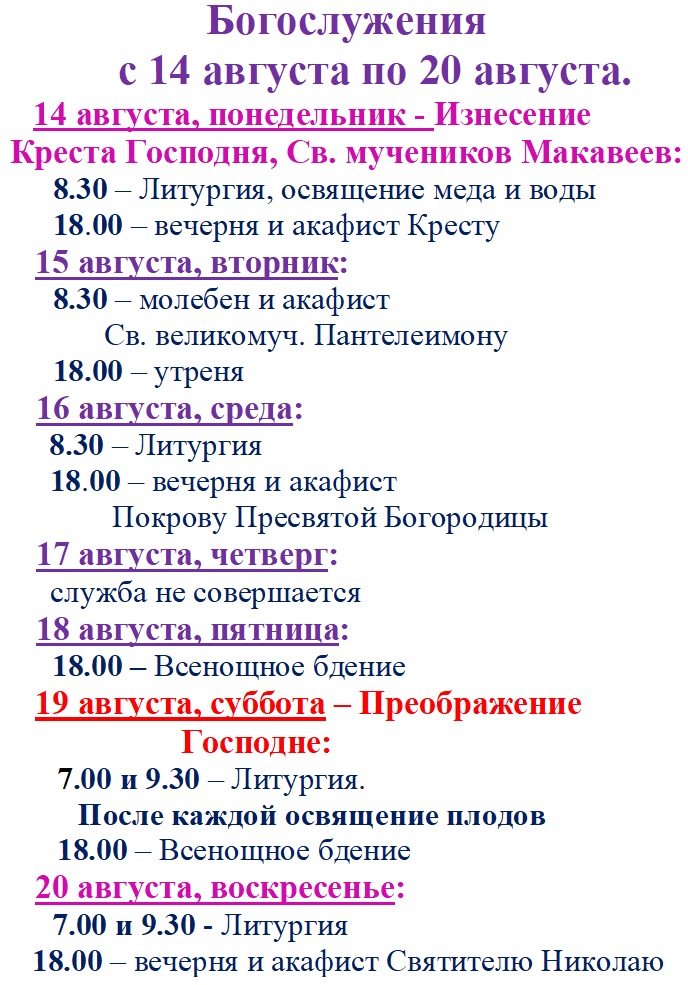 Богослужения
с 14 августа по 20 августа.
14 августа, понедельник - Изнесение
Креста Господня, Св. мучеников Макавеев:
8.30 – Литургия, освящение меда и воды
18.00 – вечерня и акафист Кресту
15 августа, вторник:
8.30 – молебен и акафист
Св. великомуч. Пантелеимону
18.00 – утреня
16 августа, среда:
8.30 – Литургия
18.00 – вечерня и акафист
Покрову Пресвятой Богородицы
17 августа, четверг:
служба не совершается
18 августа, пятница:
18.00 – Всенощное бдение
19 августа, суббота – Преображение
Господне:
7.00 и 9.30 – Литургия.
После каждой освящение плодов
18.00 – Всенощное бдение
20 августа, воскресенье:
7.00 и 9.30 - Литургия
18.00 – вечерня и акафист Святителю Николаю